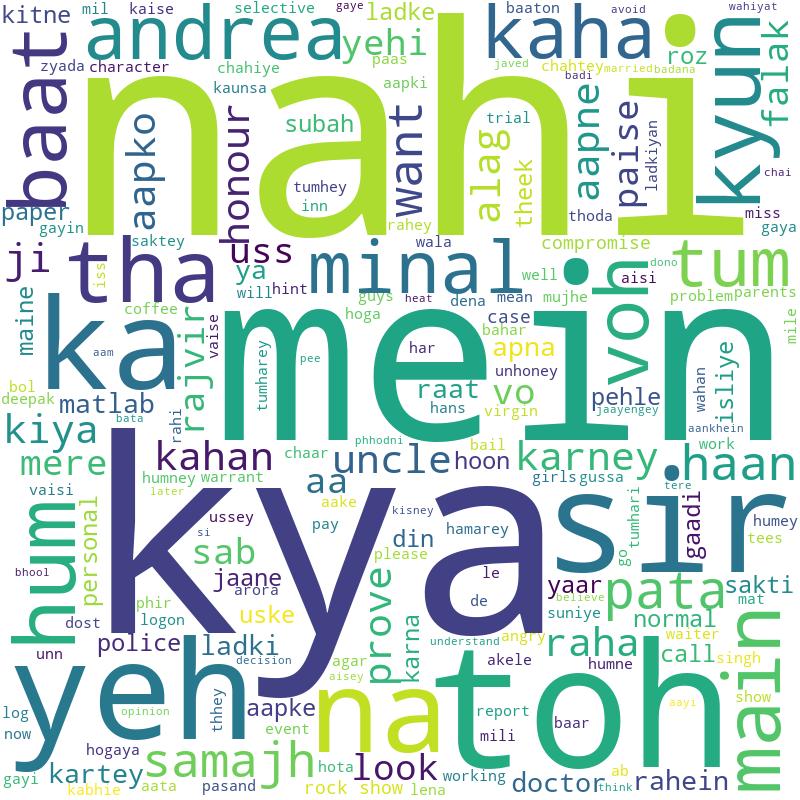 kitne
mil
kaise
selective
ladke
gaye
baaton
avoid
wahiyat
andrea
yehi
kaha
roz
kyun
falak
baat
zyada
character
chahiye
paas
chahtey
javed
badi
married
badana
kaunsa
aapki
nahi
aapko
honour
subah
want
trial
alag
theek
aapne
paise
ladkiyan
chai
tumhey
inn
thoda
miss
paper
gayin
saktey
rahey
gaya
ji
tha
uss
wala
compromise
minal
voh
tum
dono
iss
ya
will
hint
guys
well
mean
mujhe
aisi
problem
parents
maine
coffee
vaise
heat
dena
case
hoga
bahar
mile
ka
mein
rajvir
tumharey
har
apna
unhoney
isliye
wahan
aam
pee
bol
deepak
matlab
raat
hans
vo
virgin
pehle
jaayengey
aankhein
rahi
bata
chaar
phhodni
bail
work
kiya
kahan
uncle
hoon
karney
haan
mere
humney
warrant
aa
girls
gussa
tere
vaisi
later
aake
kisney
kya
sir
gaadi
humey
tees
hum
personal
ussey
si
pay
din
hamarey
go
tumhari
sab
please
le
yaar
pata
sakti
bhool
jaane
arora
de
believe
suniye
normal
mat
phir
uske
prove
karna
angry
waiter
dost
logon
unn
police
ladki
understand
raha
call
singh
yeh
decision
agar
akele
humne
main
toh
na
aisey
thhey
aapke
report
baar
show
aayi
log
now
opinion
event
mili
hogaya
samajh
look
gayi
kartey
hota
working
doctor
ab
rahein
kabhie
aata
pasand
rock show
lena
think